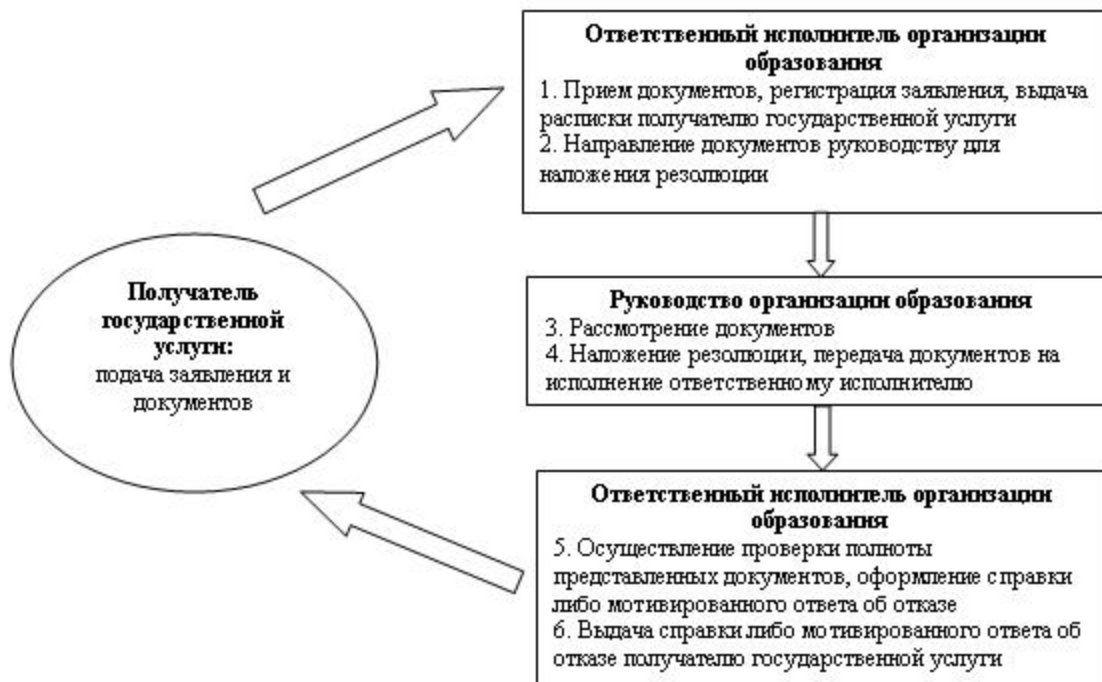 Получатель
государственной
услуги:
подача заявления и
документов
Ответственный исполнитель организации
образования
1. Прием документов, регистрация заявления, выдача
расписки получателю государственной услуги
2. Направление документов руководству для
наложения резолюции
Руководство организации образования
3. Рассмотрение документов
4. Наложение резолюции, передача документов на
исполнение ответственному исполнителю
Ответственный исполнитель организации
образования
5. Осуществление проверки полноты
представленных документов, оформление справки
либо мотивированного ответа об отказе
6. Выдача справки либо мотивированного ответа об
отказе получателю государственной услуги